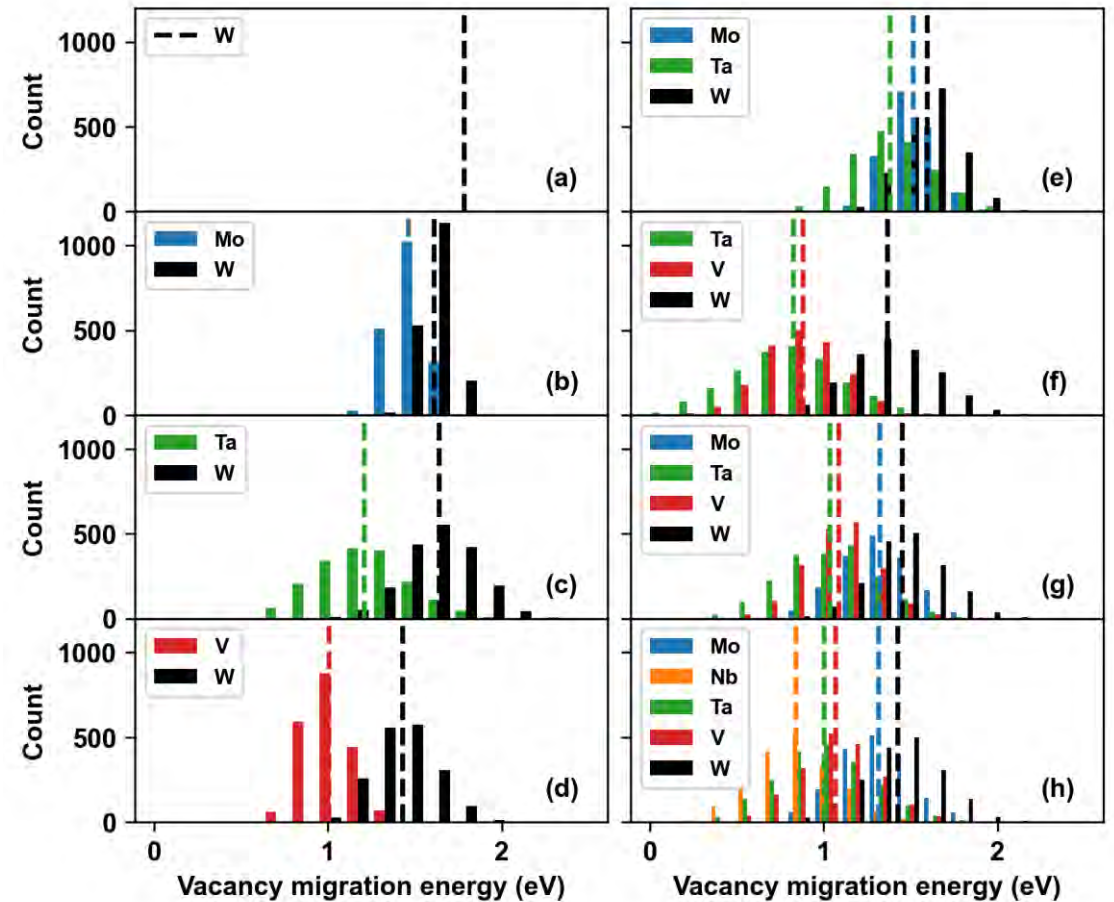 1000
500
0
Count
W
(a)
1000
500
0
Count
Mo
W
(b)
1000
500
0
Count
Ta
W
(c)
1000
500
0
Count
V
W
(d)
0
1
2
Vacancy migration energy (eV)
Mo
Ta
W
(e)
Ta
V
W
(f)
Mo
Ta
V
W
(g)
Mo
Nb
Ta
V
W
(h)
0
1
2
Vacancy migration energy (eV)